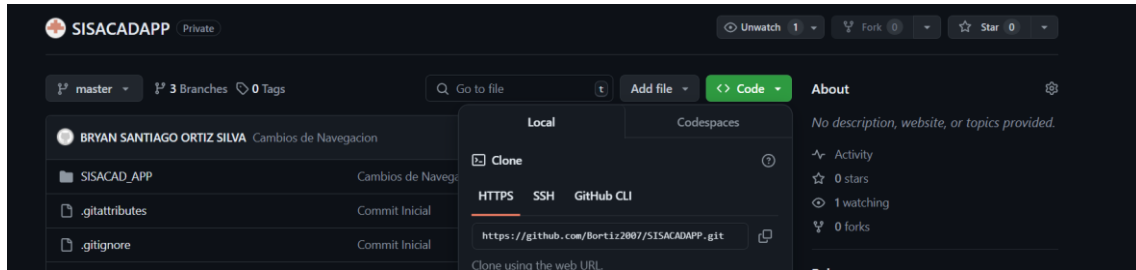 SISACADAPP Private
Unwatch 1
Fork 0
Star 0
master
3 Branches
0 Tags
Go to file t
Add file
<> Code
BRYAN SANTIAGO ORTIZ SILVA Cambios de Navegacion
SISACAD_APP Cambios de Navega
.gitattributes Commit Inicial
.gitignore Commit Inicial
Local
Codespaces
Clone
HTTPS SSH GitHub CLI
https://github.com/Bortiz2007/SISACADAPP.git
Clone using the web URL.
About
No description, website, or topics provided.
Activity
0 stars
1 watching
0 forks